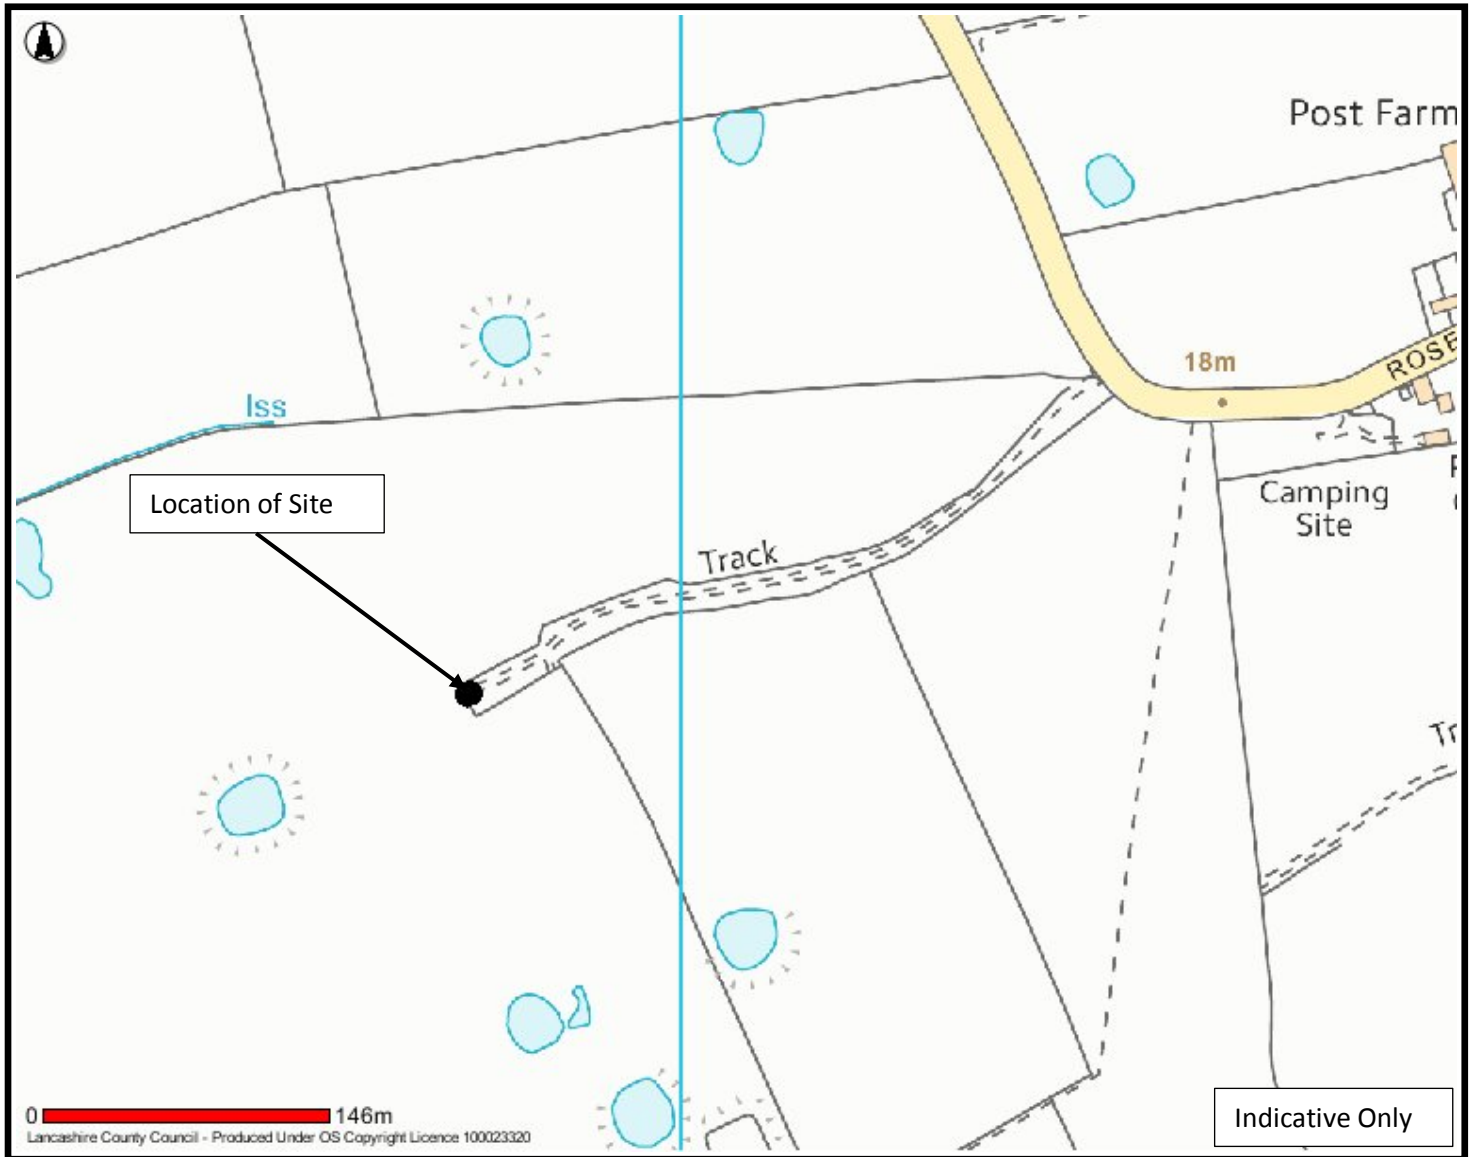 Post Farm
18m
ROSE
Iss
Location of Site
Camping
Site
Track
Tr
0 146m
Lancashire County Council - Produced Under OS Copyright Licence 100023320
Indicative Only